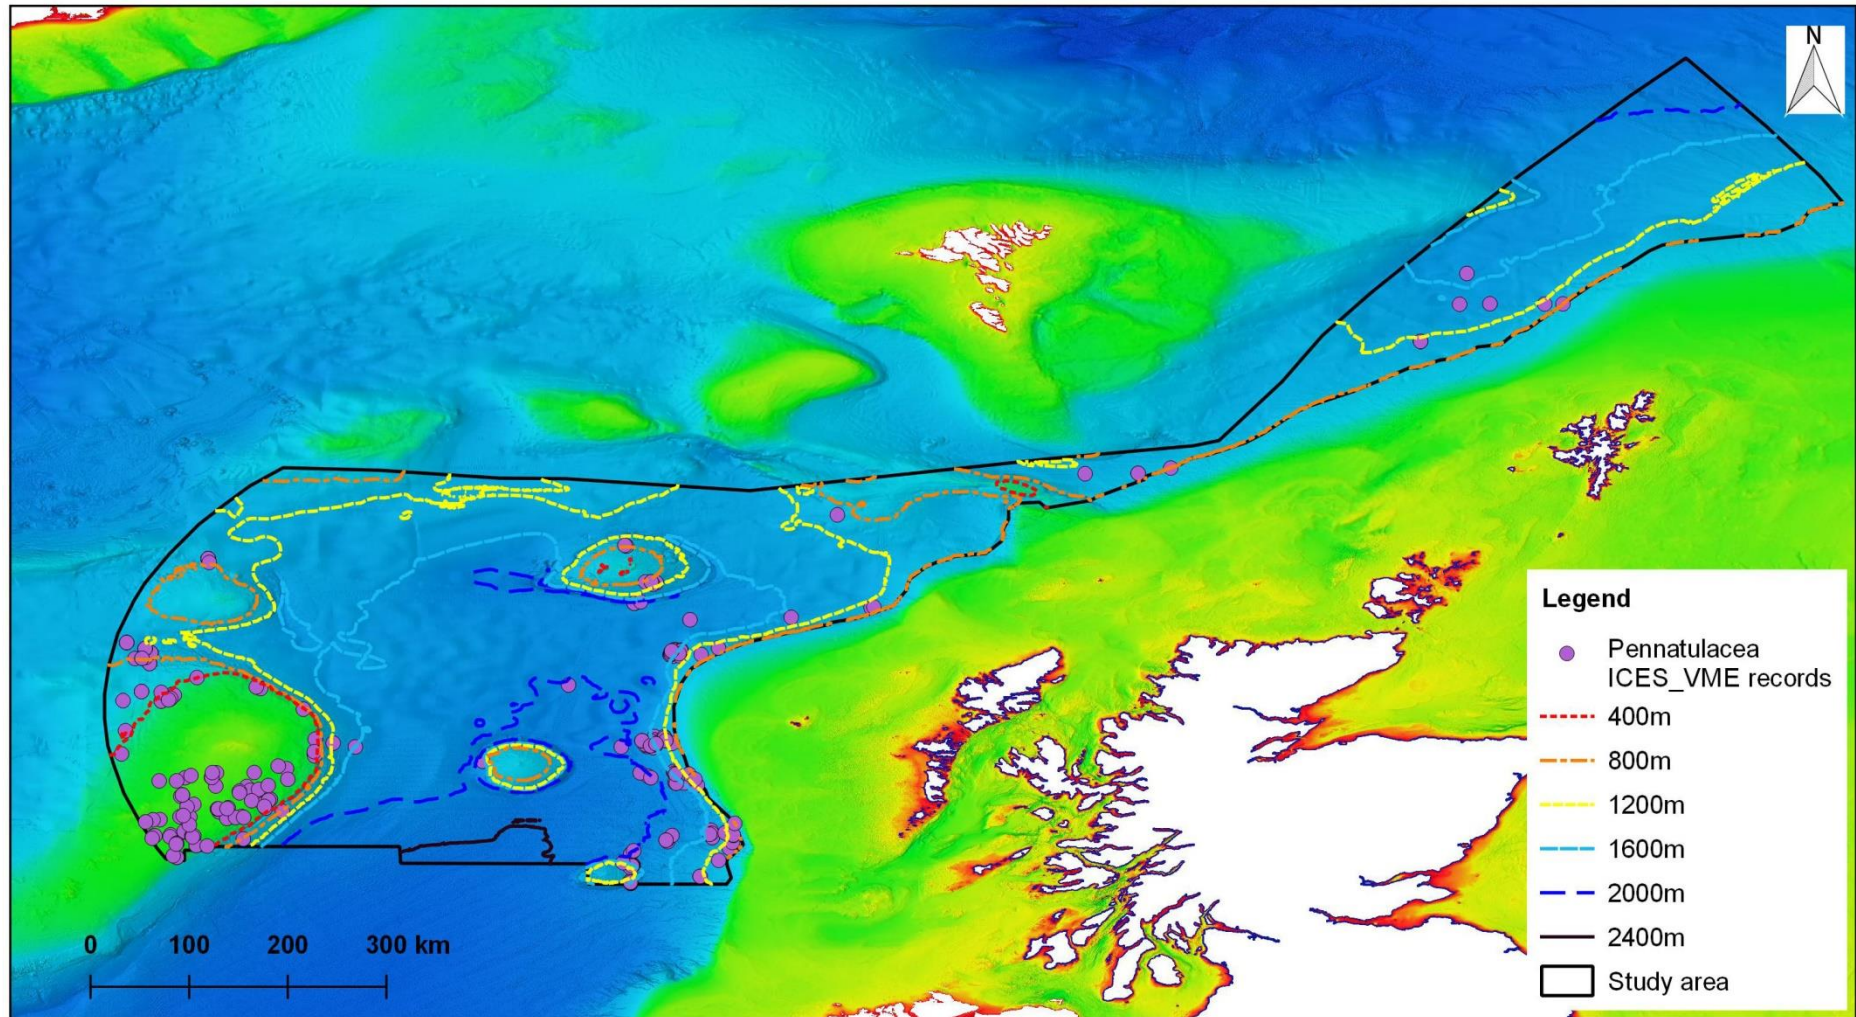 N
Legend
Pennatulacea
ICES_VME records
400m
800m
1200m
1600m
2000m
2400m
Study area
0 100 200 300 km